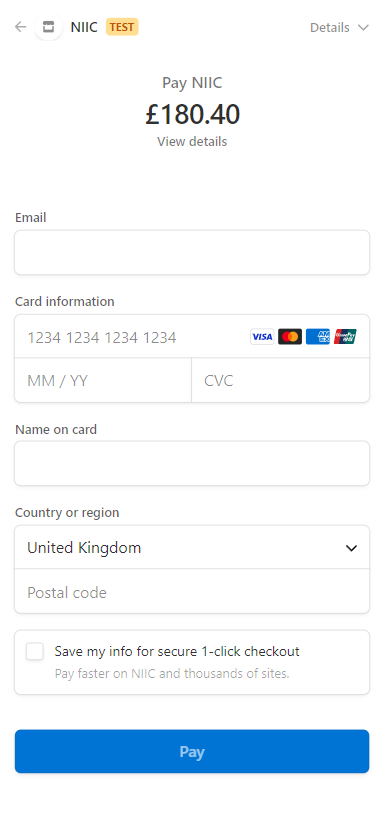 NIIC TEST Details
Pay NIIC
£180.40
View details
Email
Card information
1234 1234 1234 1234 VISA
MM / YY CVC
Name on card
Country or region
United Kingdom
Postal code
Save my info for secure 1-click checkout
Pay faster on NIIC and thousands of sites.
Pay